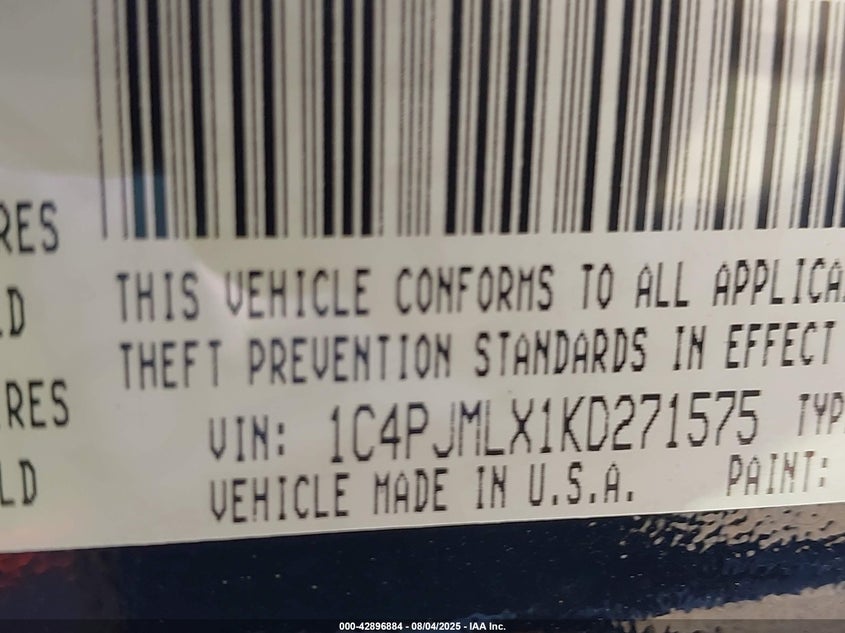 RES
LD
RES
LD
THIS VEHICLE CONFORMS TO ALL APPLICA
THEFT PREVENTION STANDARDS IN EFFECT
VIN: 1C4PJMLX1KD271575 TYP
VEHICLE MADE IN U.S.A. PAINT:
000-42896884 - 08/04/2025 - IAA Inc.